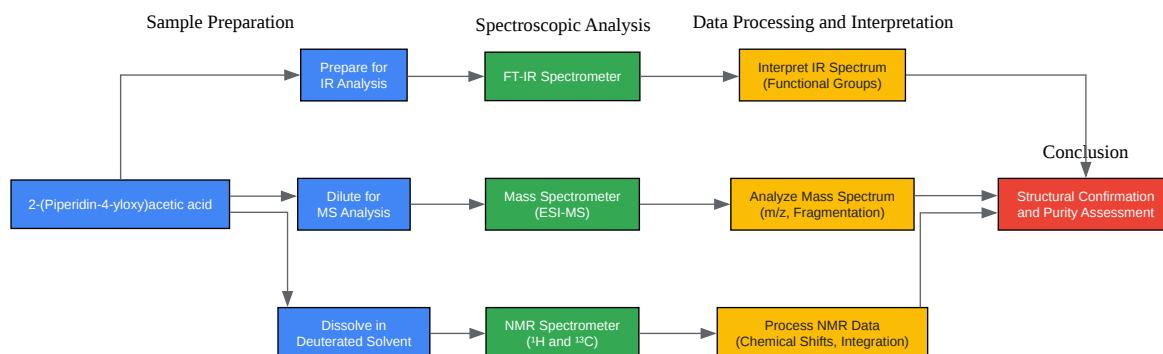 Sample Preparation
Spectroscopic Analysis
Data Processing and Interpretation
Prepare for
IR Analysis
FT-IR Spectrometer
Interpret IR Spectrum
(Functional Groups)
Conclusion
2-(Piperidin-4-yloxy)acetic acid
Dilute for
MS Analysis
Mass Spectrometer
(ESI-MS)
Analyze Mass Spectrum
(m/z, Fragmentation)
Structural Confirmation
and Purity Assessment
Dissolve in
Deuterated Solvent
NMR Spectrometer
(¹H and ¹³C)
Process NMR Data
(Chemical Shifts, Integration)